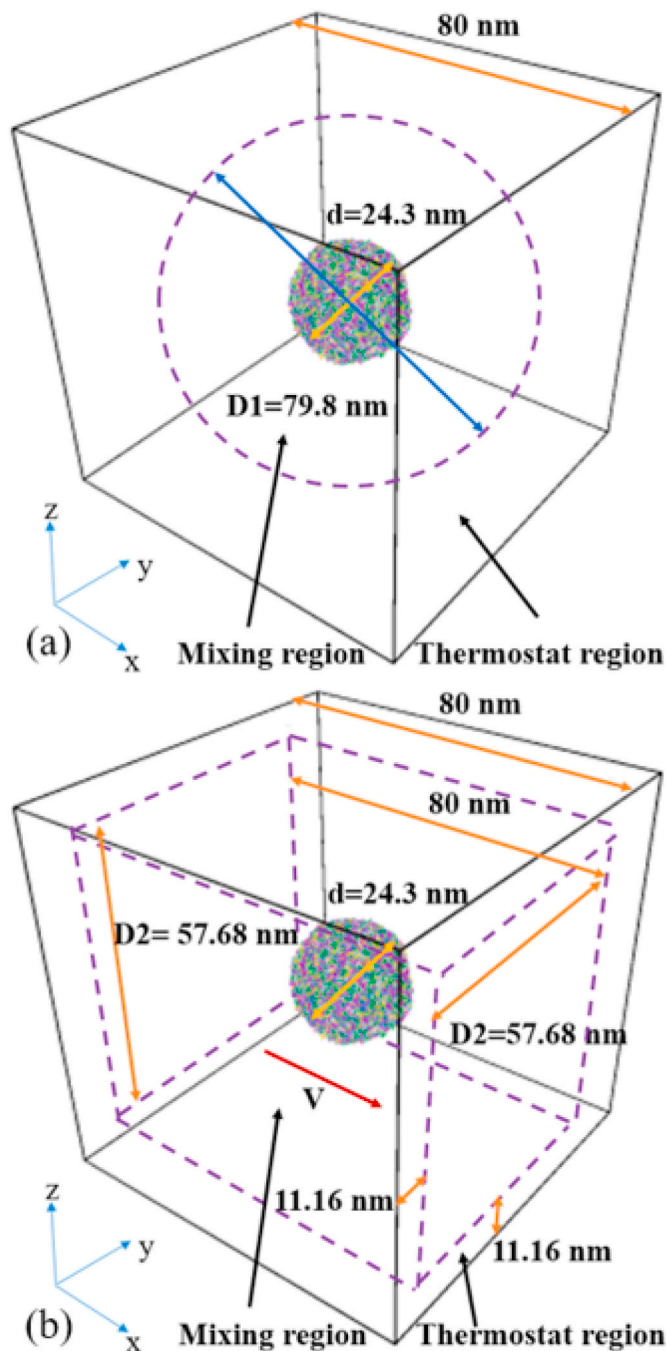 80 nm
d=24.3 nm
D1=79.8 nm
z
y
x
(a)
Mixing region
Thermostat region
80 nm
80 nm
d=24.3 nm
D2= 57.68 nm
D2=57.68 nm
V
11.16 nm
11.16 nm
z
y
x
(b)
Mixing region
Thermostat region